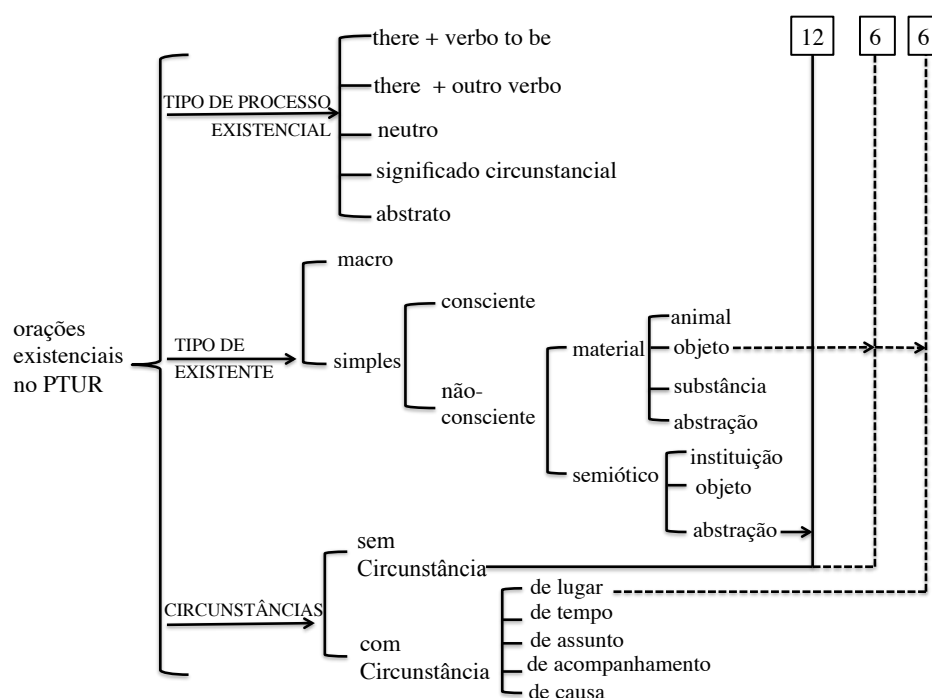 12
6
6
there + verbo to be
there + outro verbo
TIPO DE PROCESSO
EXISTENCIAL
neutro
significado circunstancial
abstrato
orações
existenciais
no PTUR
TIPO DE
EXISTENTE
macro
simples
consciente
não-
consciente
material
animal
objeto
substância
abstração
semiótico
instituição
objeto
abstração
CIRCUNSTÂNCIAS
sem
Circunstância
com
Circunstância
de lugar
de tempo
de assunto
de acompanhamento
de causa